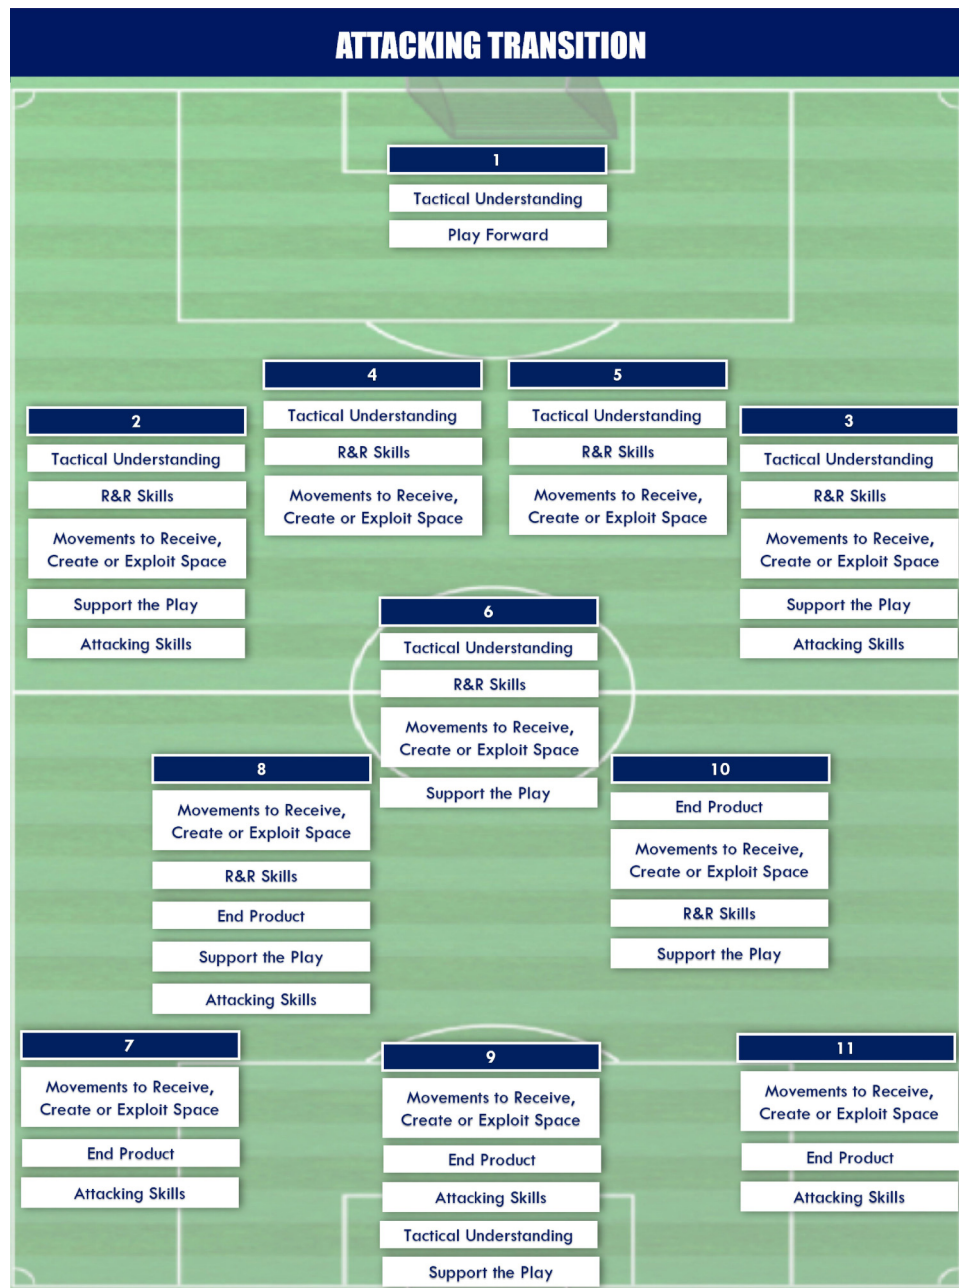 ATTACKING TRANSITION
1
Tactical Understanding
Play Forward
4
Tactical Understanding
R&R Skills
Movements to Receive,
Create or Exploit Space
5
Tactical Understanding
R&R Skills
Movements to Receive,
Create or Exploit Space
2
Tactical Understanding
R&R Skills
Movements to Receive,
Create or Exploit Space
Support the Play
Attacking Skills
3
Tactical Understanding
R&R Skills
Movements to Receive,
Create or Exploit Space
Support the Play
Attacking Skills
6
Tactical Understanding
R&R Skills
Movements to Receive,
Create or Exploit Space
Support the Play
8
Movements to Receive,
Create or Exploit Space
R&R Skills
End Product
Support the Play
Attacking Skills
10
End Product
Movements to Receive,
Create or Exploit Space
R&R Skills
Support the Play
7
Movements to Receive,
Create or Exploit Space
End Product
Attacking Skills
9
Movements to Receive,
Create or Exploit Space
End Product
Attacking Skills
Tactical Understanding
Support the Play
11
Movements to Receive,
Create or Exploit Space
End Product
Attacking Skills